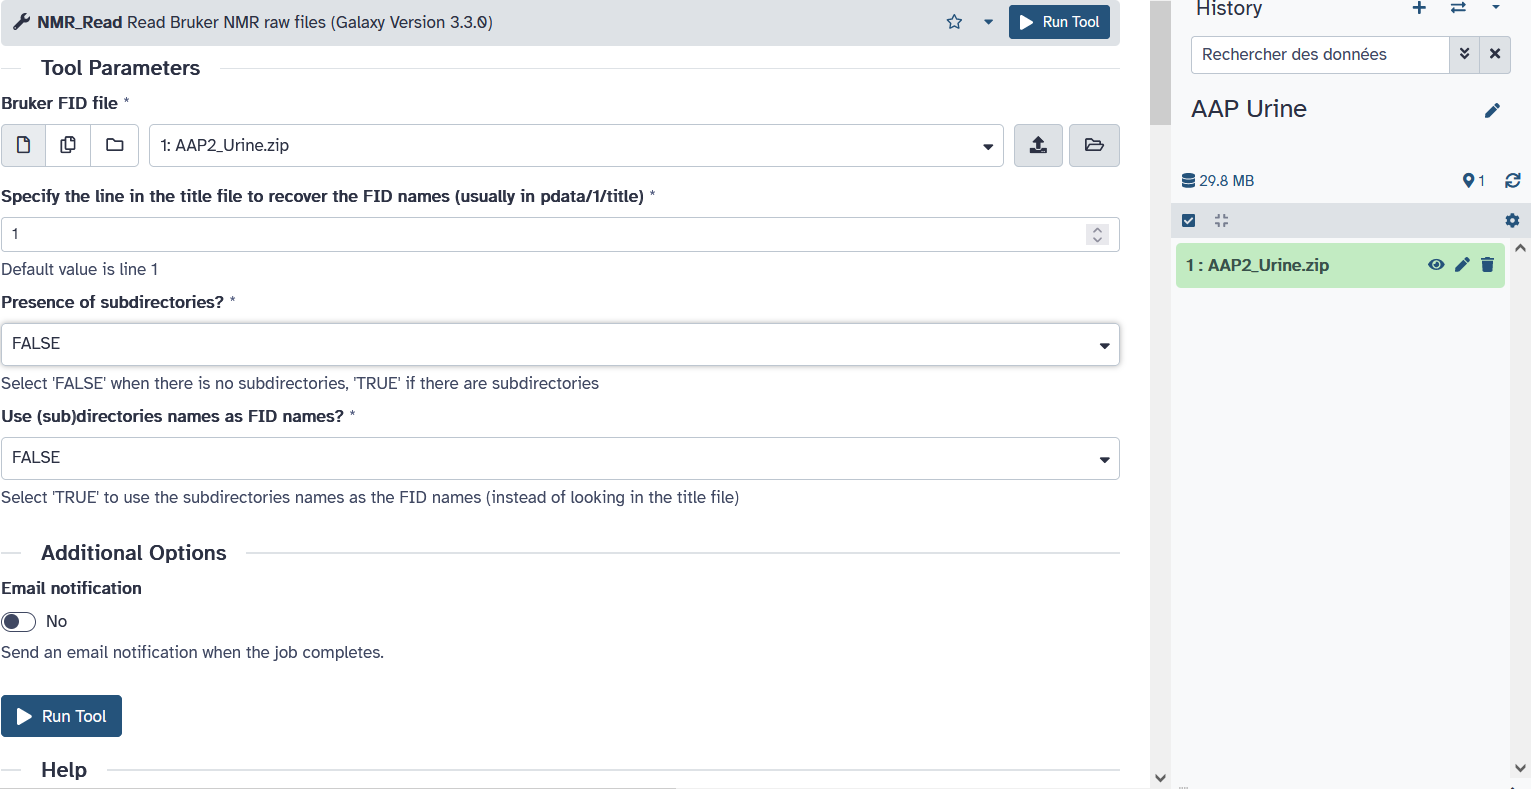 NMR_Read Read Bruker NMR raw files (Galaxy Version 3.3.0)
Run Tool
Tool Parameters
Bruker FID file *
1: AAP2_Urine.zip
Specify the line in the title file to recover the FID names (usually in pdata/1/title) *
1
Default value is line 1
Presence of subdirectories? *
FALSE
Select 'FALSE' when there is no subdirectories, 'TRUE' if there are subdirectories
Use (sub)directories names as FID names? *
FALSE
Select 'TRUE' to use the subdirectories names as the FID names (instead of looking in the title file)
Additional Options
Email notification
No
Send an email notification when the job completes.
Run Tool
Help
History
Rechercher des données
AAP Urine
29.8 MB
1
1 : AAP2_Urine.zip